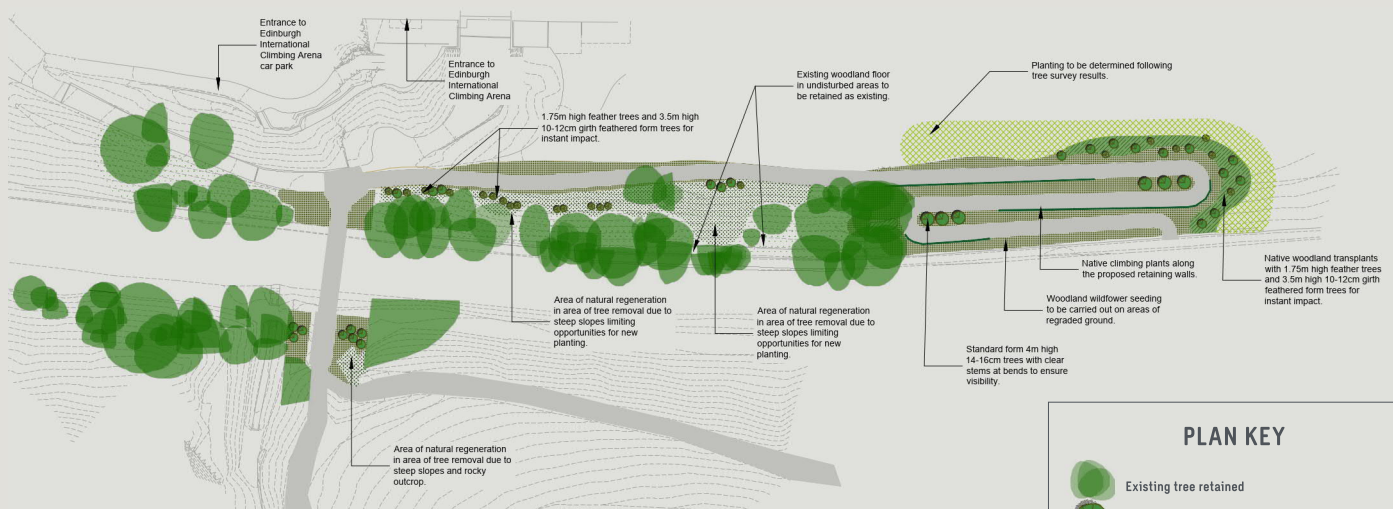 Entrance to
Edinburgh
International
Climbing Arena
car park
Entrance to
Edinburgh
International
Climbing Arena
1.75m high feather trees and 3.5m high
10-12cm girth feathered form trees for
instant impact.
Existing woodland floor
in undisturbed areas to
be retained as existing.
Planting to be determined following
tree survey results.
Native woodland transplants
with 1.75m high feather trees
and 3.5m high 10-12cm girth
feathered form trees for
instant impact.
Native climbing plants along
the proposed retaining walls.
Woodland wildfower seeding
to be carried out on areas of
regraded ground.
Standard form 4m high
14-16cm trees with clear
stems at bends to ensure
visibility.
Area of natural regeneration
in area of tree removal due to
steep slopes limiting
opportunities for new
planting.
Area of natural regeneration
in area of tree removal due to
steep slopes limiting
opportunities for new
planting.
Area of natural regeneration
in area of tree removal due to
steep slopes and rocky
outcrop.
PLAN KEY
Existing tree retained